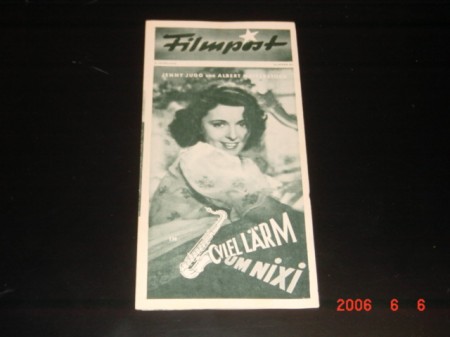 Filmpost
JENNY JUGO UND ALBERT
VIEL LÄRM
UM NIXI
2006 6 6